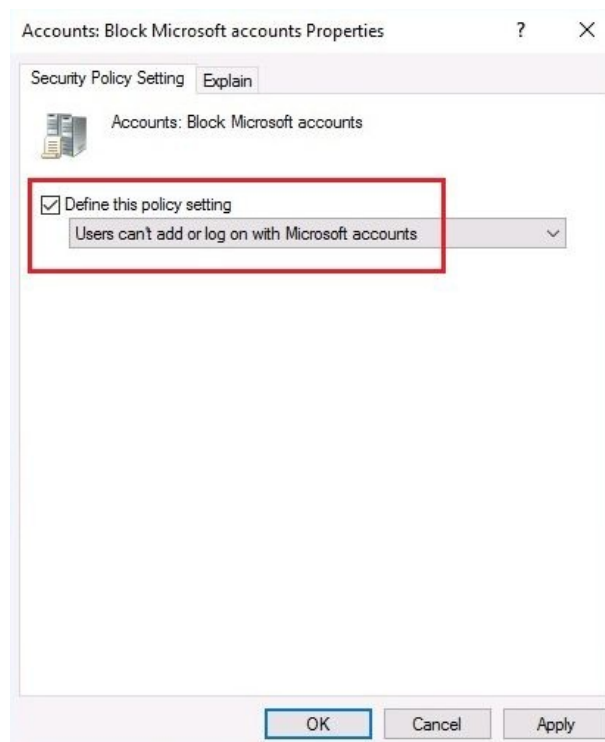 Accounts: Block Microsoft accounts Properties ? X
Security Policy Setting Explain
Accounts: Block Microsoft accounts
Define this policy setting
Users can't add or log on with Microsoft accounts
OK Cancel Apply